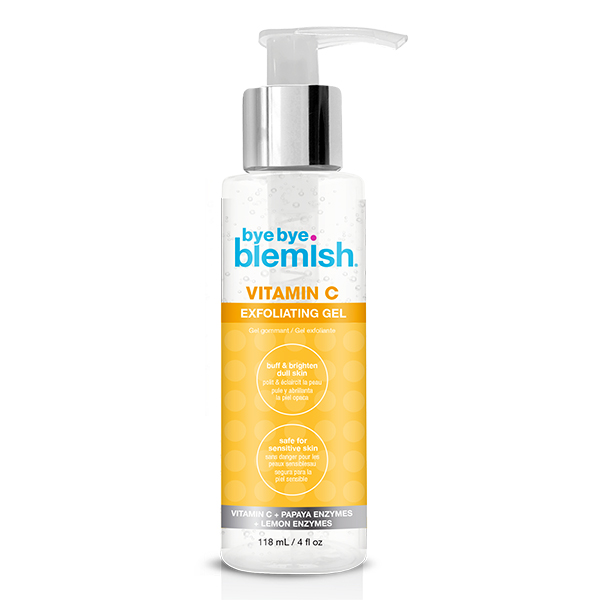 bye bye
blemish.
VITAMIN C
EXFOLIATING GEL
Gel gommant / Gel exfoliante
buff & brighten
dull skin
polit & éclaircit la peau
pule y abrillanta
la piel opaca
safe for
sensitive skin
sans danger pour les
peaux sensibleau
segura para la
piel sensible
VITAMIN C + PAPAYA ENZYMES
+ LEMON ENZYMES
118 mL / 4 fl oz